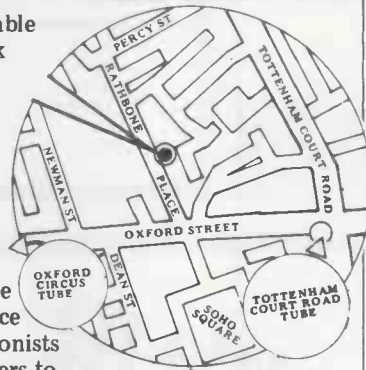 able
PERCY ST
RATHBONE
PLACE
TOTTENHAM COURT ROAD
NEWMAN ST
OXFORD STREET
OXFORD
CIRCUS
TUBE
DEAN ST
SOHO
SQUARE
TOTTENHAM
COURT ROAD
TUBE
ce
onists
ers to